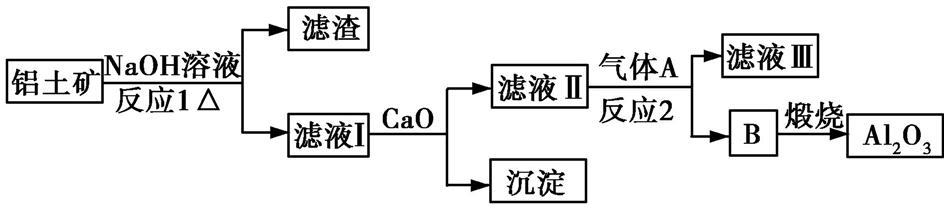 铝土矿
NaOH溶液
反应1△
滤渣
滤液Ⅰ
CaO
滤液Ⅱ
沉淀
气体A
反应2
滤液Ⅲ
B
煅烧
Al₂O₃